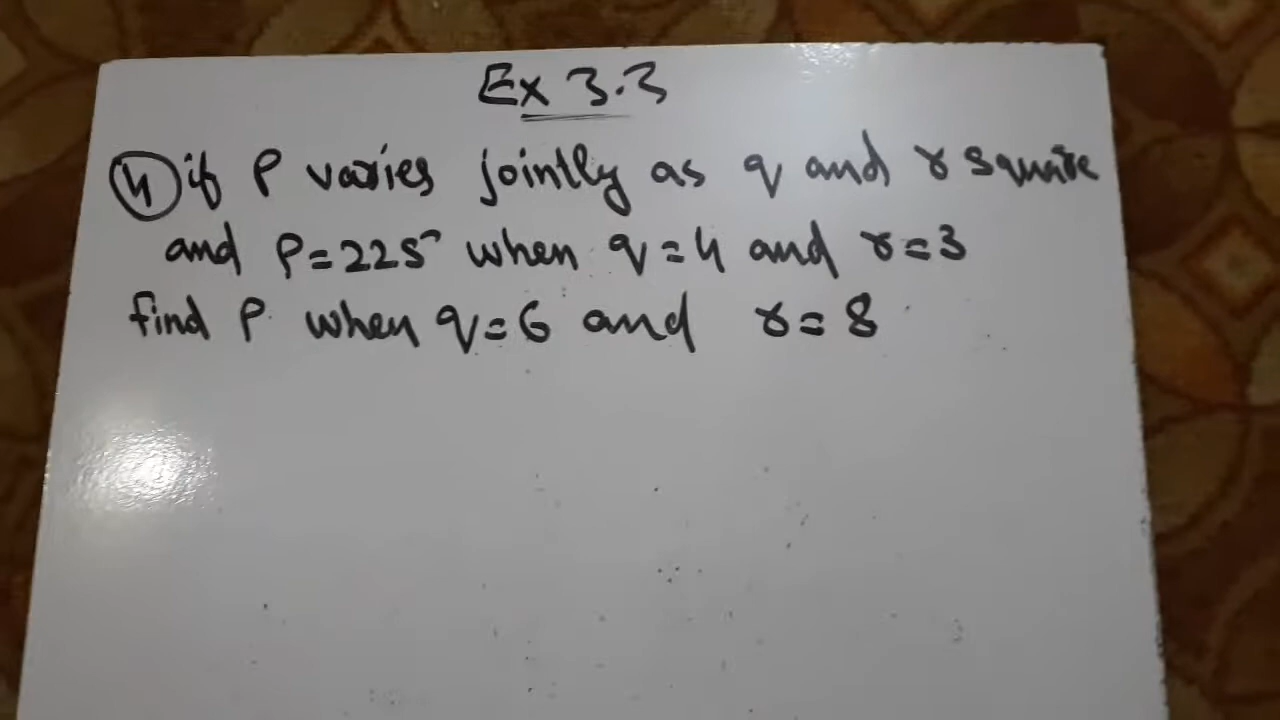 Ex 3.3
(4) if P varies jointly as q and r square
and P=225 when q=4 and r=3
find P when q=6 and r=8